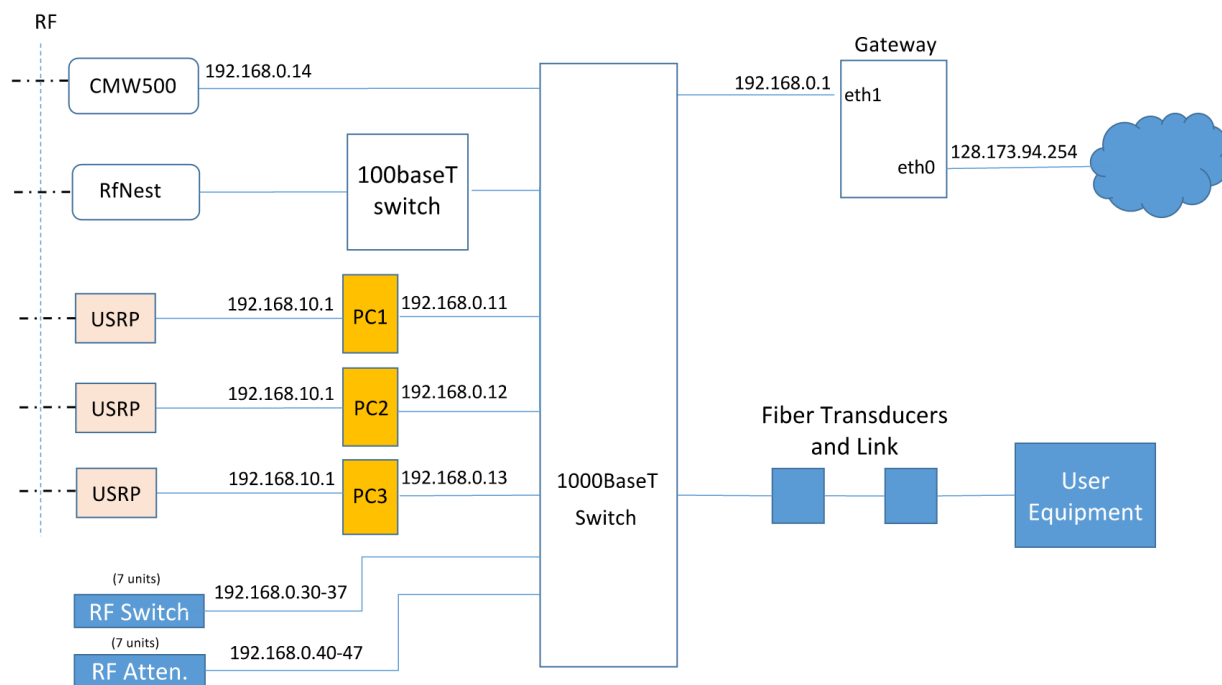 RF
CMW500
192.168.0.14
192.168.0.1
Gateway
eth1
eth0
128.173.94.254
RfNest
100baseT
switch
USRP
192.168.10.1
PC1
192.168.0.11
USRP
192.168.10.1
PC2
192.168.0.12
USRP
192.168.10.1
PC3
192.168.0.13
1000BaseT
Switch
Fiber Transducers
and Link
User
Equipment
(7 units)
RF Switch
192.168.0.30-37
(7 units)
RF Atten.
192.168.0.40-47